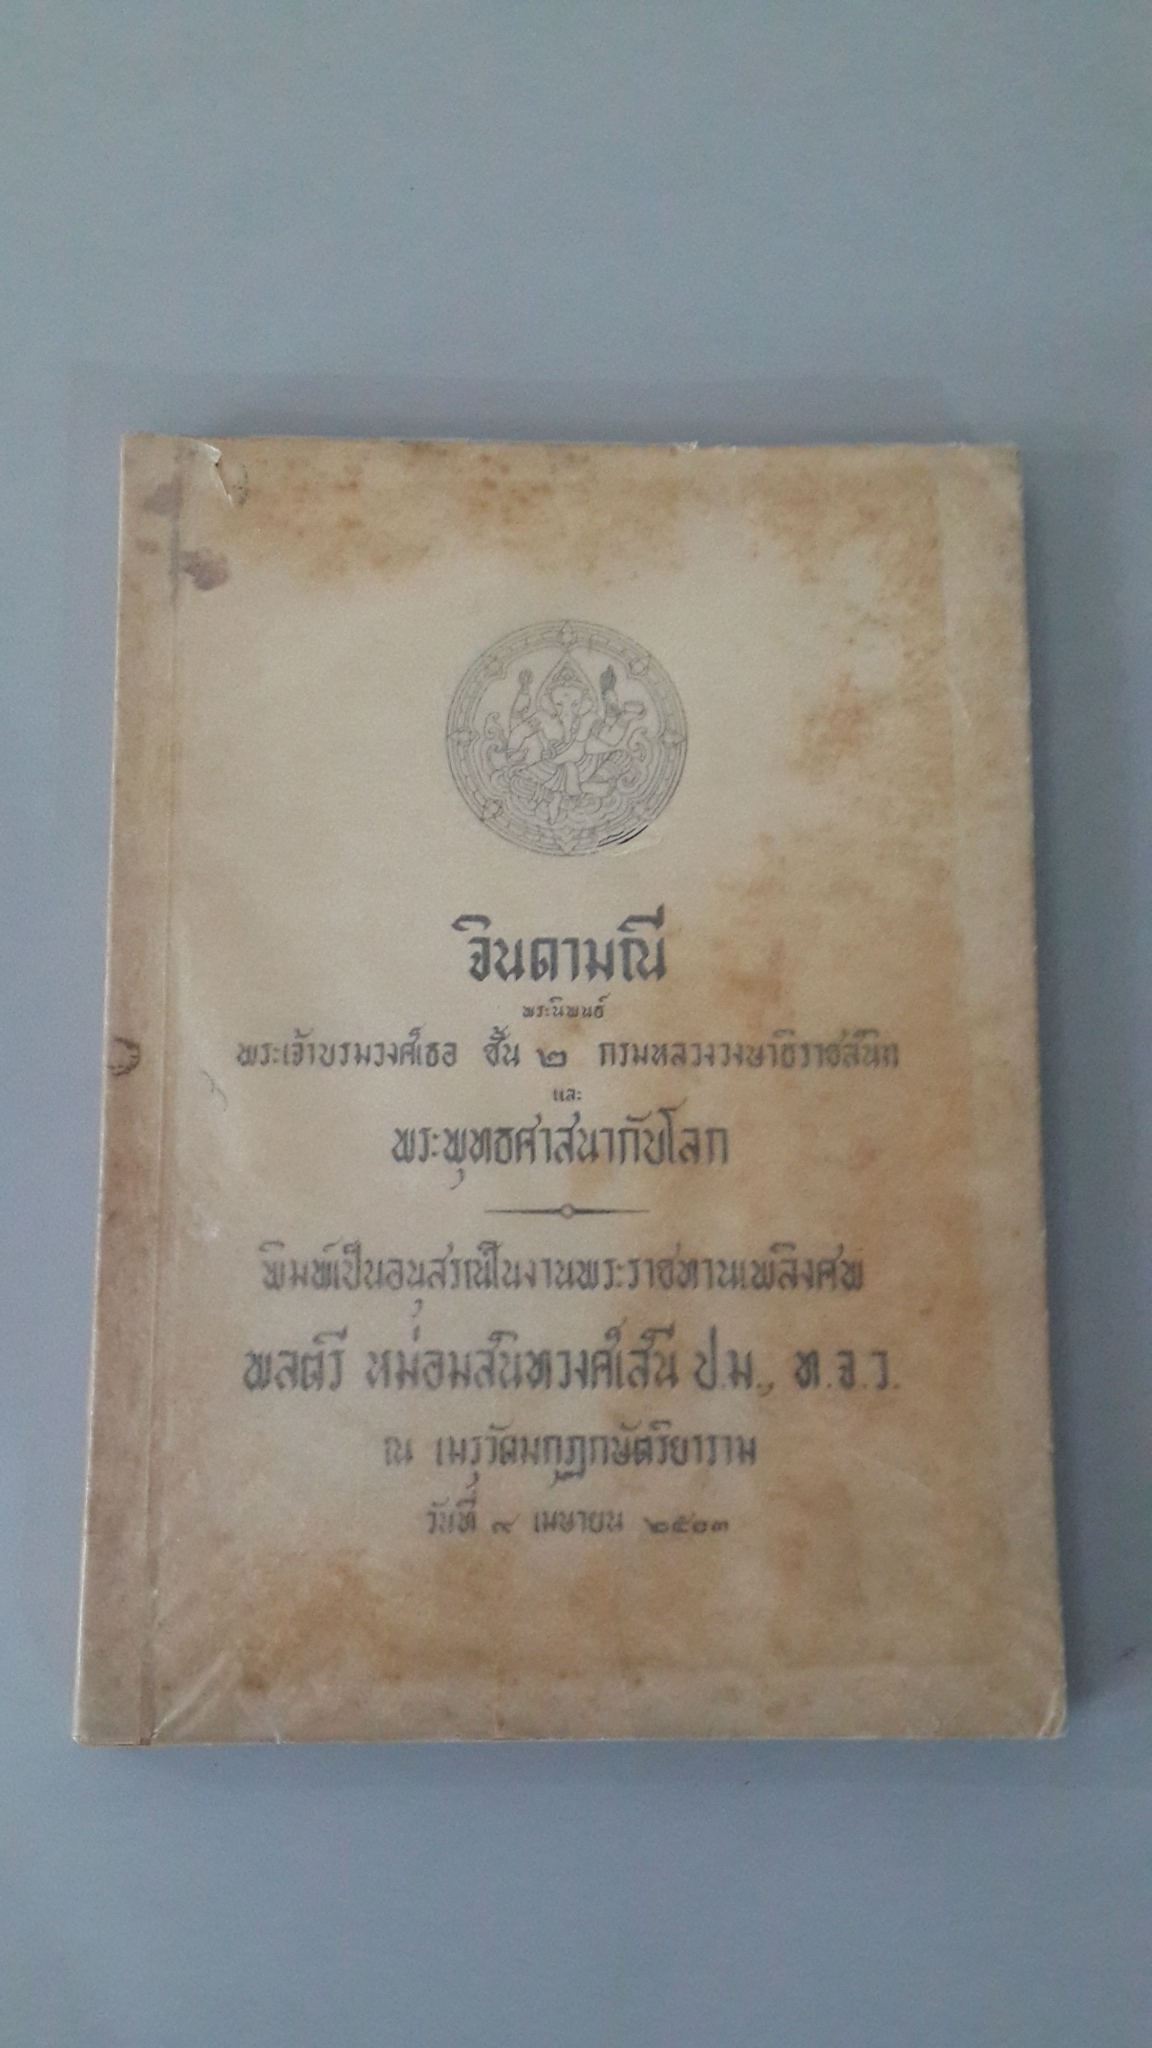 จินดามณี
พระนิพนธ์
พระเจ้าบรมวงศ์เธอ ชั้น ๒ กรมหลวงวงษาธิราชสนิท
และ
พระพุทธศาสนากับโลก
พิมพ์เป็นอนุสรณ์ในงานพระราชทานเพลิงศพ
พลตรี หม่อมสนิทวงศ์เสนี ป.ม., ท.จ.ว.
ณ เมรุวัดมกุฏกษัตริยาราม
วันที่ ๙ เมษายน ๒๕๐๓